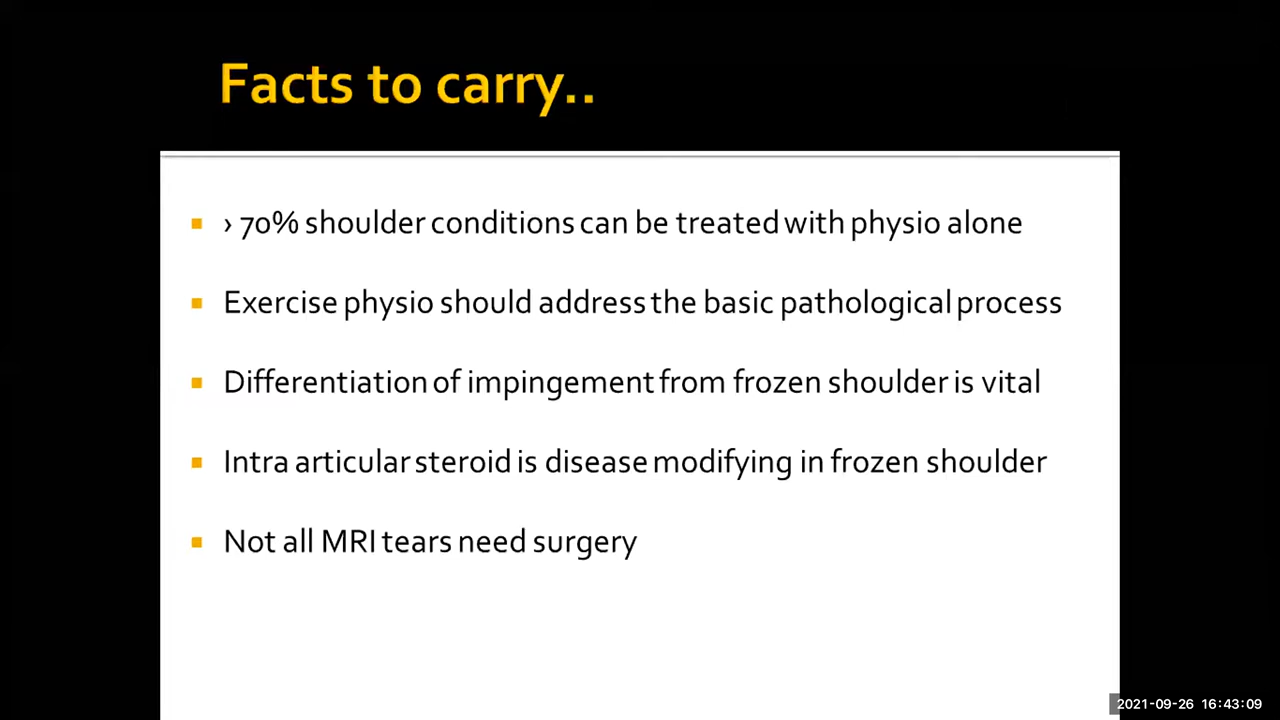 Facts to carry..
› 70% shoulder conditions can be treated with physio alone
Exercise physio should address the basic pathological process
Differentiation of impingement from frozen shoulder is vital
Intra articular steroid is disease modifying in frozen shoulder
Not all MRI tears need surgery
2021-09-26 16:43:09